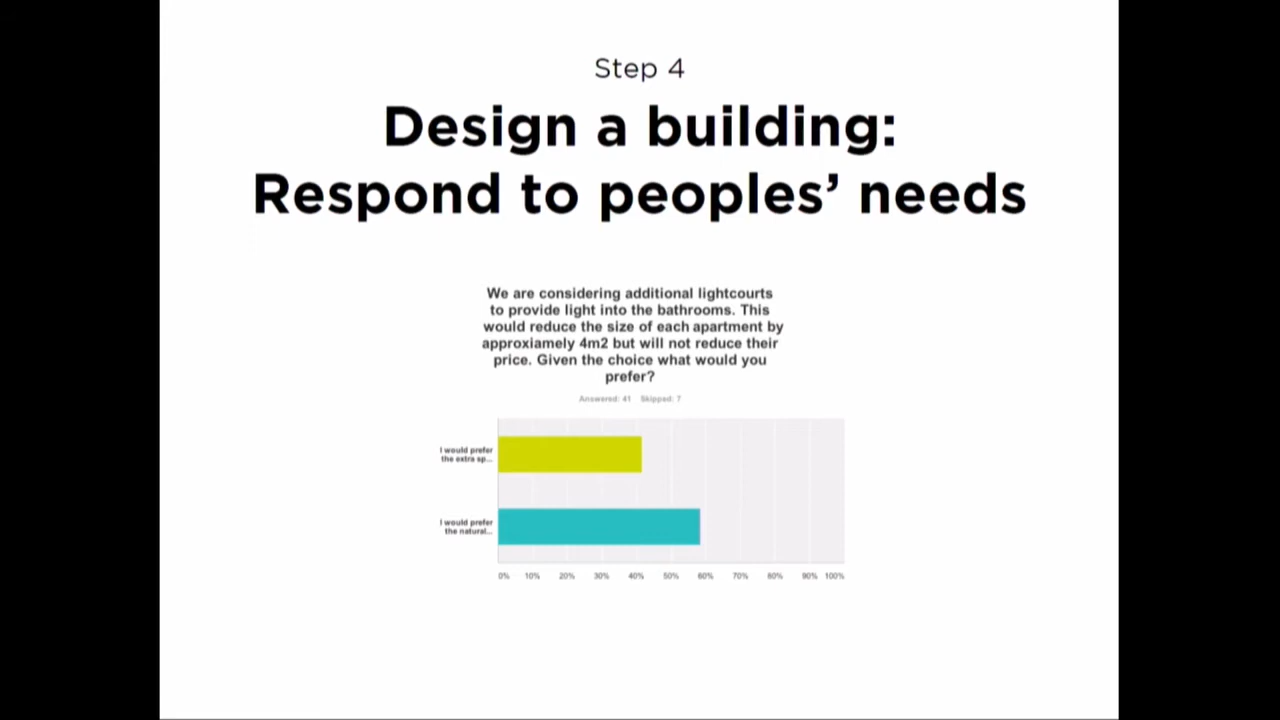 Step 4
Design a building:
Respond to peoples’ needs
We are considering additional lightcourts
to provide light into the bathrooms. This
would reduce the size of each apartment by
approxiamely 4m2 but will not reduce their
price. Given the choice what would you
prefer?
Answered: 41 Skipped: 7
I would prefer
the extra sp...
I would prefer
the natural...
0% 10% 20% 30% 40% 50% 60% 70% 80% 90% 100%